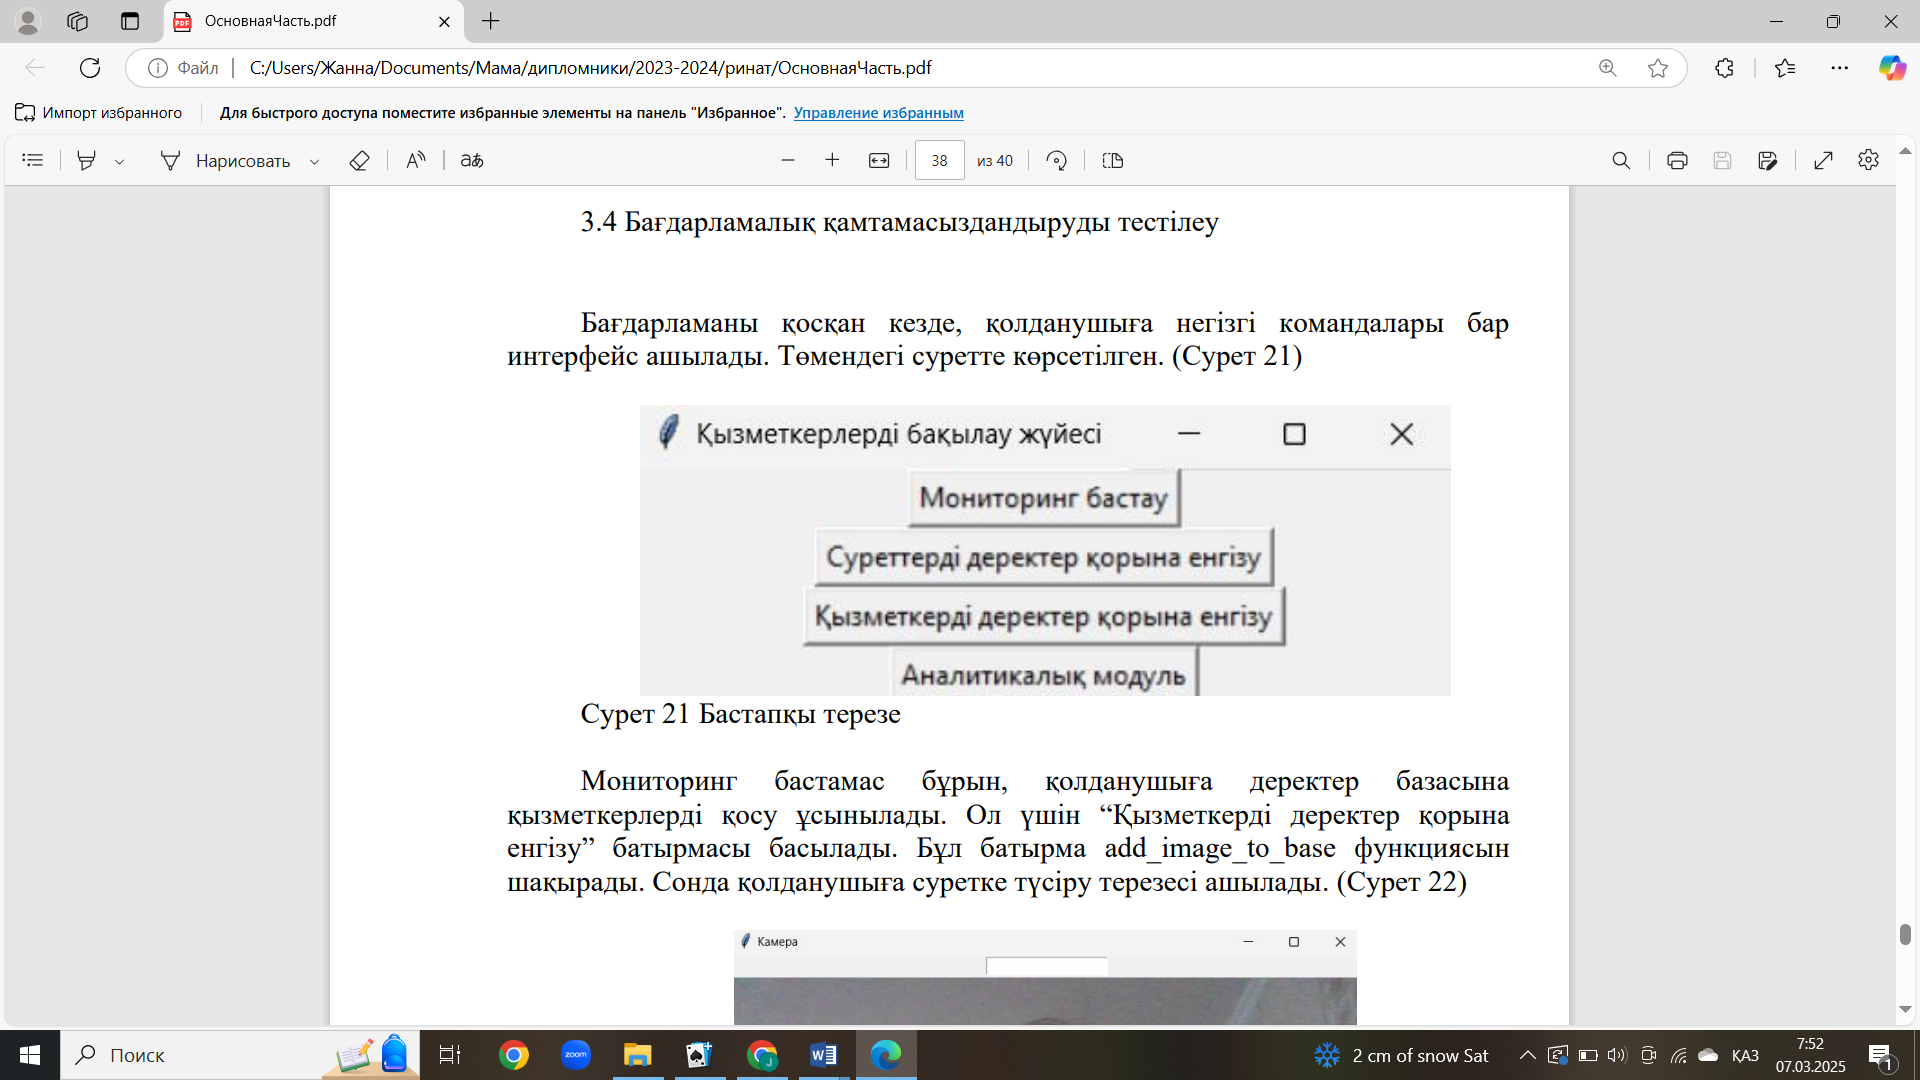 ОсновнаяЧасть.pdf
Файл C:/Users/Жанна/Documents/Мама/дипломники/2023-2024/ринат/ОсновнаяЧасть.pdf
Импорт избранного Для быстрого доступа поместите избранные элементы на панель "Избранное". Управление избранным
Нарисовать аあ 38 из 40
3.4 Бағдарламалық қамтамасыздандыруды тестілеу
Бағдарламаны қосқан кезде, қолданушыға негізгі командалары бар
интерфейс ашылады. Төмендегі суретте көрсетілген. (Сурет 21)
Қызметкерлерді бақылау жүйесі
Мониторинг бастау
Суреттерді деректер қорына енгізу
Қызметкерді деректер қорына енгізу
Аналитикалық модуль
Сурет 21 Бастапқы терезе
Мониторинг бастамас бұрын, қолданушыға деректер базасына
қызметкерлерді қосу ұсынылады. Ол үшін “Қызметкерді деректер қорына
енгізу” батырмасы басылады. Бұл батырма add_image_to_base функциясын
шақырады. Сонда қолданушыға суретке түсіру терезесі ашылады. (Сурет 22)
Камера
Поиск zoom 2 cm of snow Sat ҚАЗ 7:52
07.03.2025 1